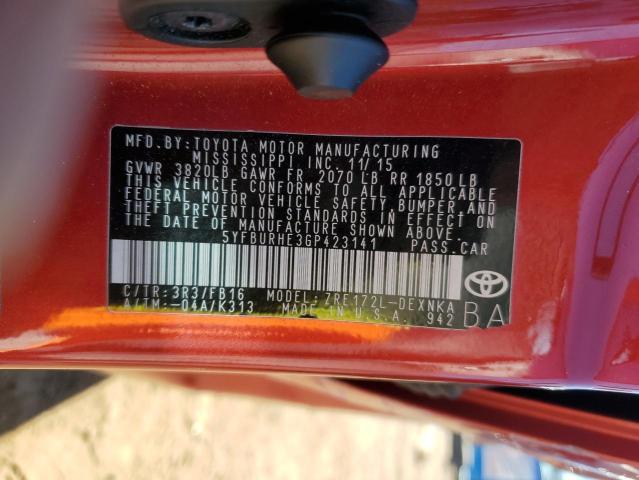 MFD.BY:TOYOTA MOTOR MANUFACTURING
MISSISSIPPI INC. 11/15
GVWR 3820LB GAWR FR 2070 LB RR 1850 LB
THIS VEHICLE CONFORMS TO ALL APPLICABLE
FEDERAL MOTOR VEHICLE SAFETY, BUMPER, AND
THEFT PREVENTION STANDARDS IN EFFECT ON
THE DATE OF MANUFACTURE SHOWN ABOVE.
5YFBURHE3GP423141 PASS.CAR
C/TR:3R3/FB16 MODEL: ZRE172L-DEXNKA
A/TM:-04A/K313 MADE IN U.S.A. 942 BA